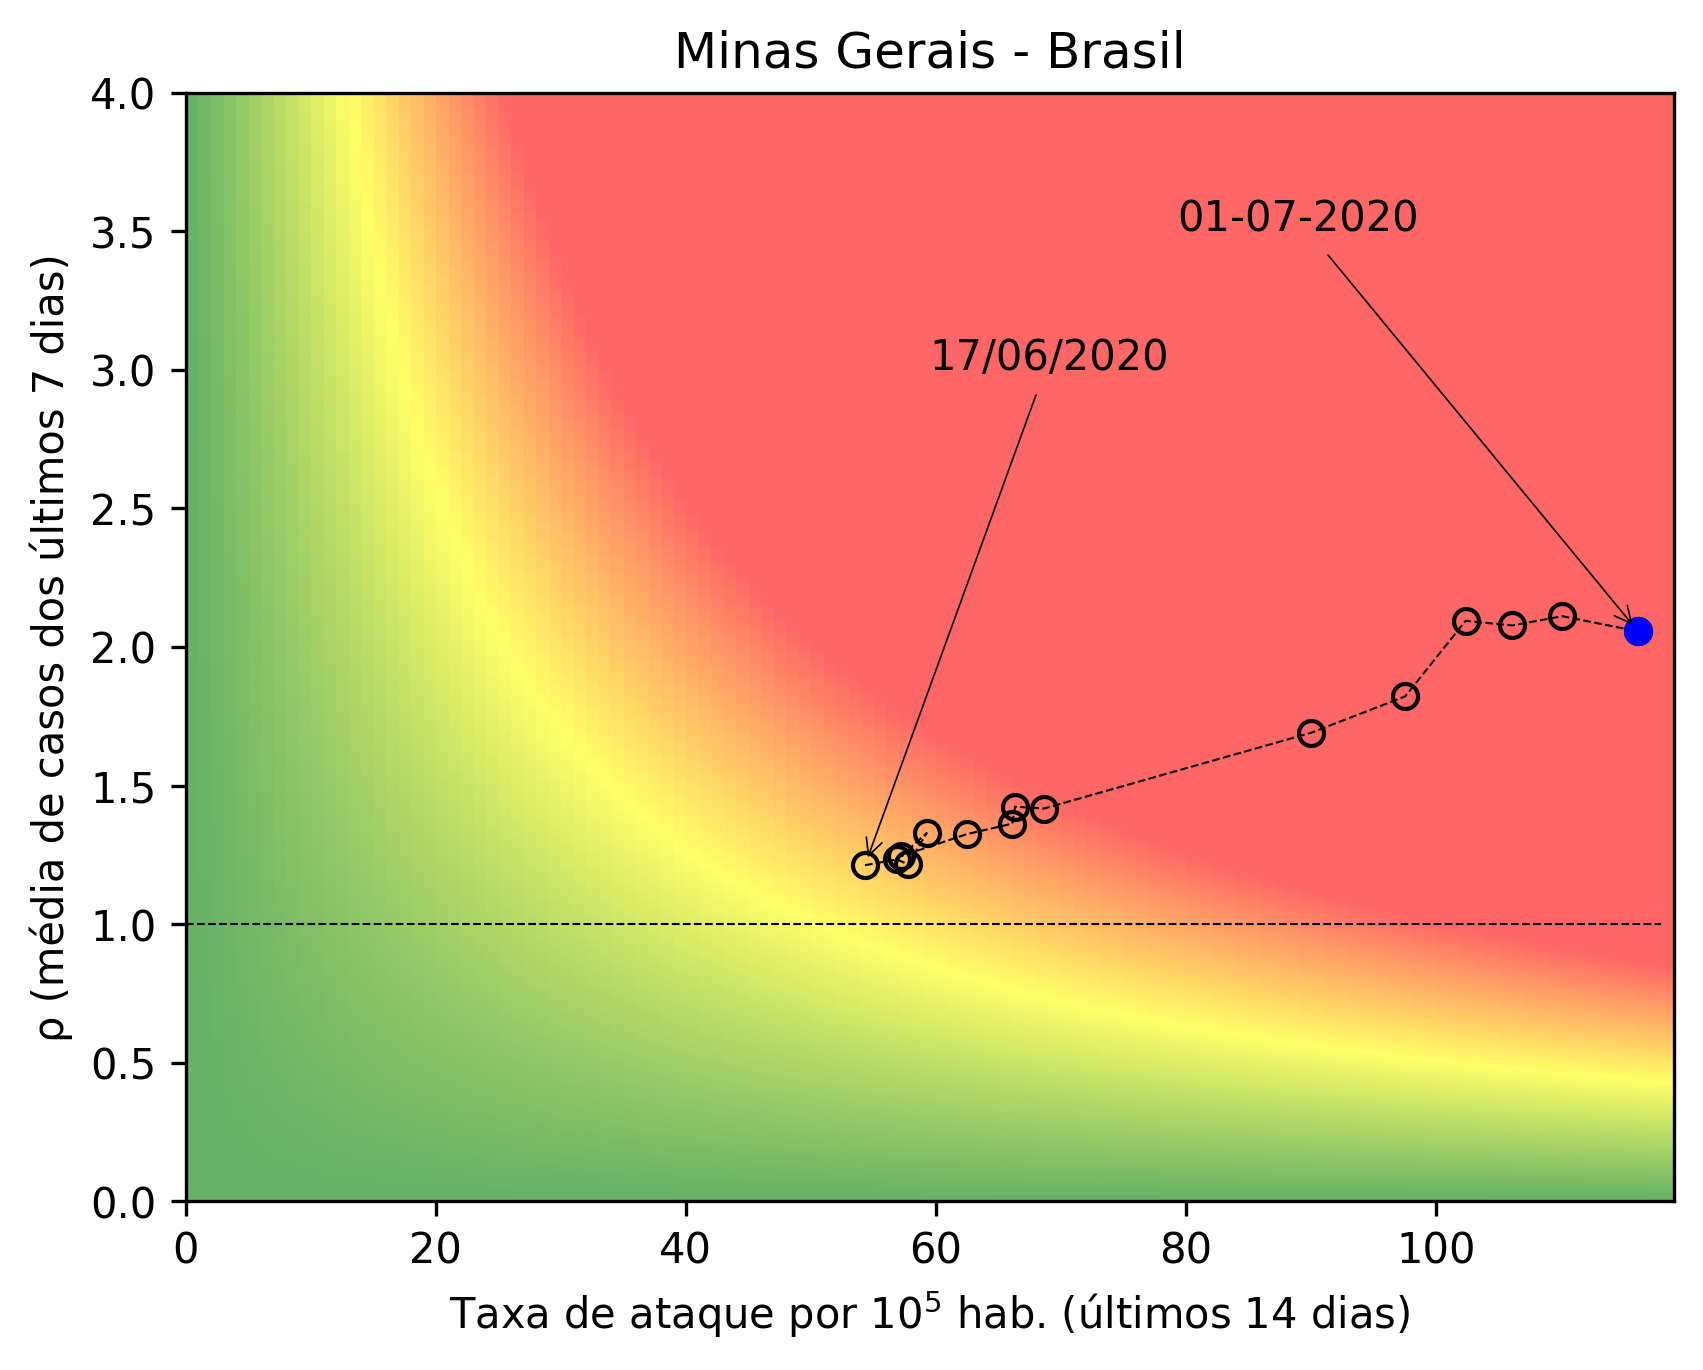 Minas Gerais - Brasil
4.0
3.5
3.0
2.5
2.0
1.5
1.0
0.5
0.0
ρ (média de casos dos últimos 7 dias)
01-07-2020
17/06/2020
0 20 40 60 80 100
Taxa de ataque por 10⁵ hab. (últimos 14 dias)